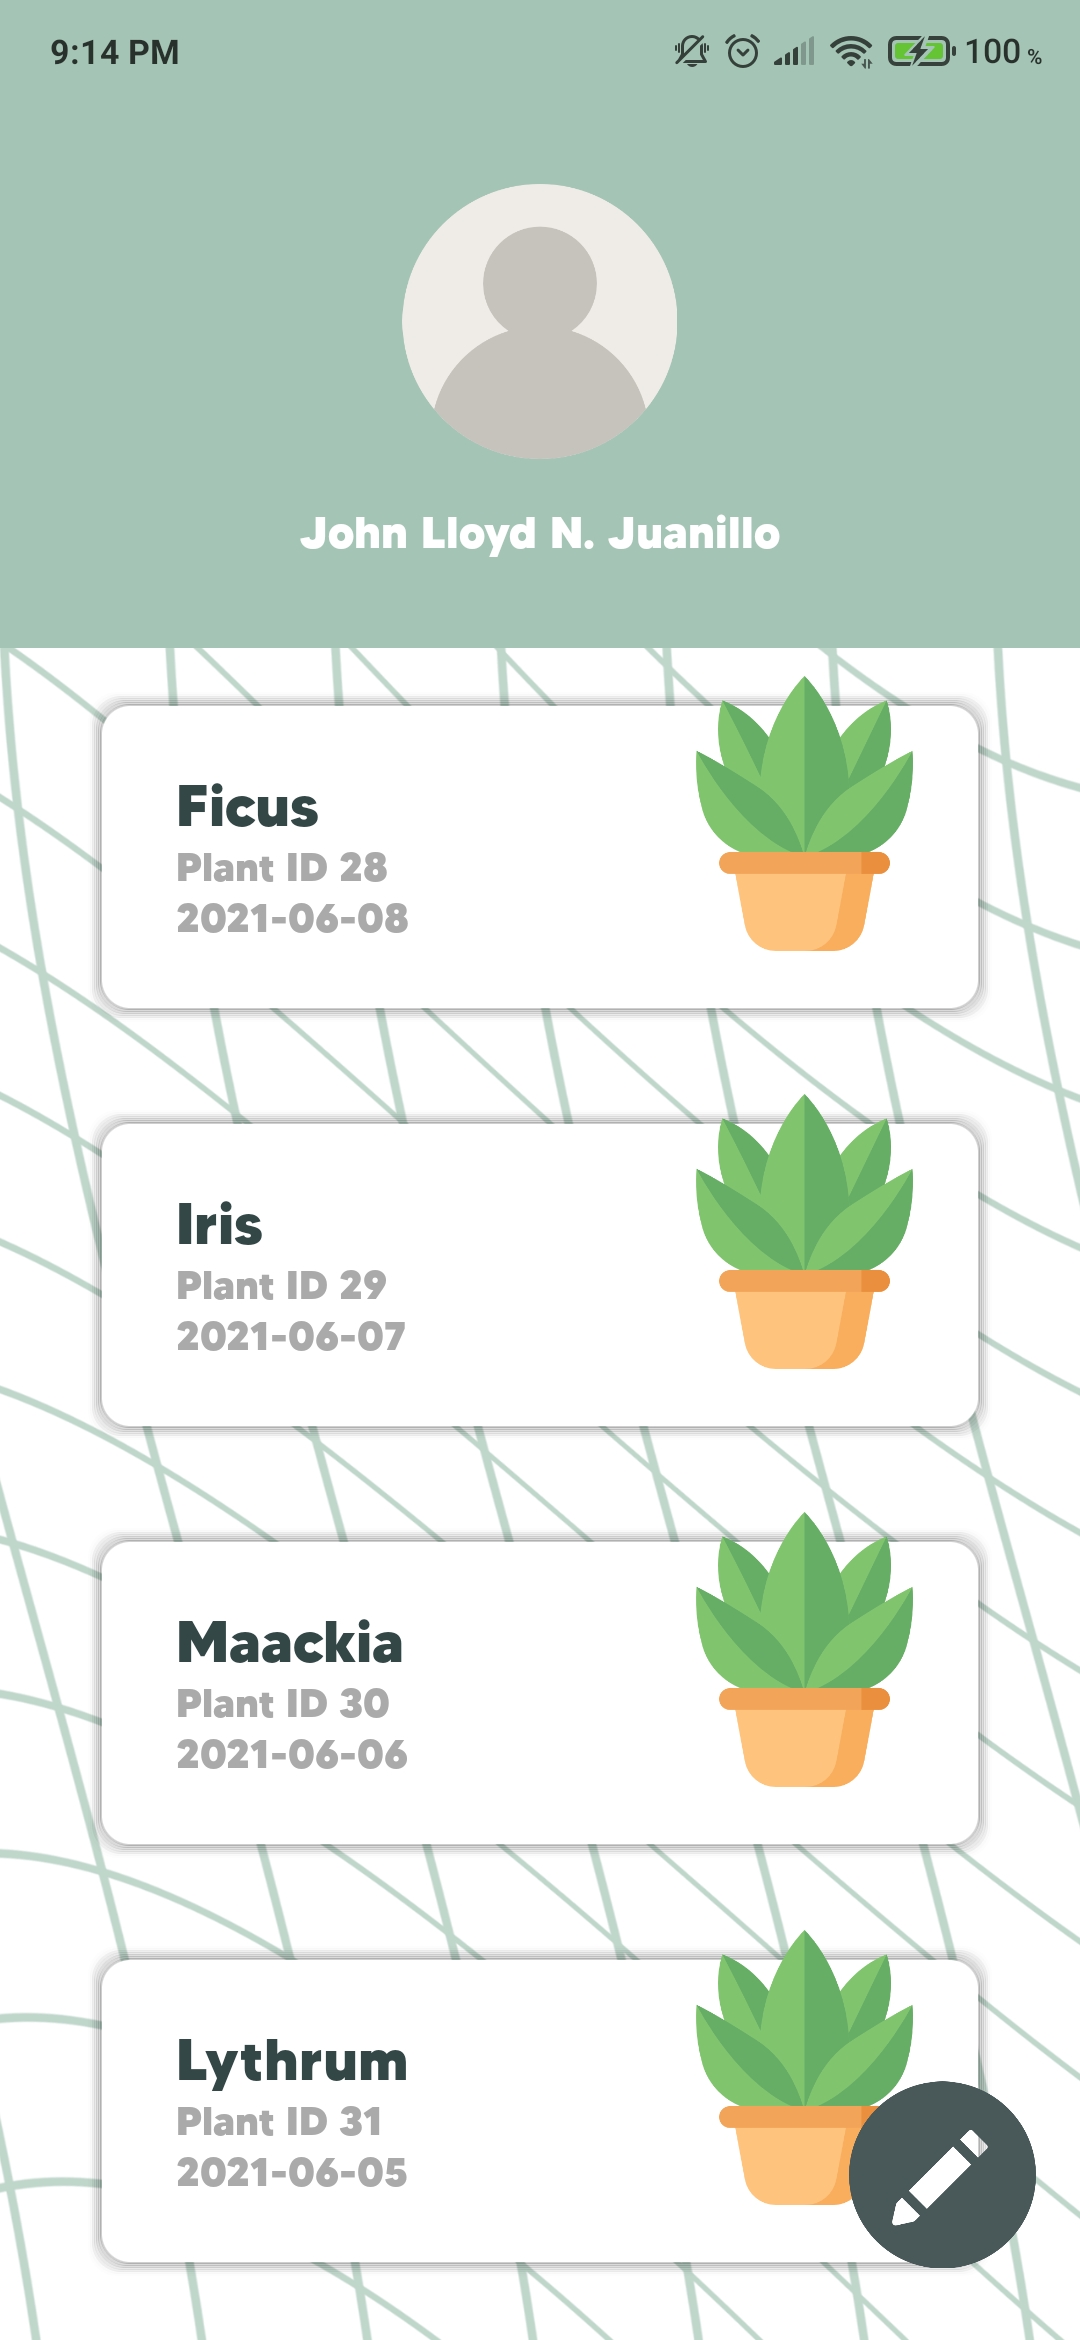 9:14 PM
100 %
John Lloyd N. Juanillo
Ficus
Plant ID 28
2021-06-08
Iris
Plant ID 29
2021-06-07
Maackia
Plant ID 30
2021-06-06
Lythrum
Plant ID 31
2021-06-05